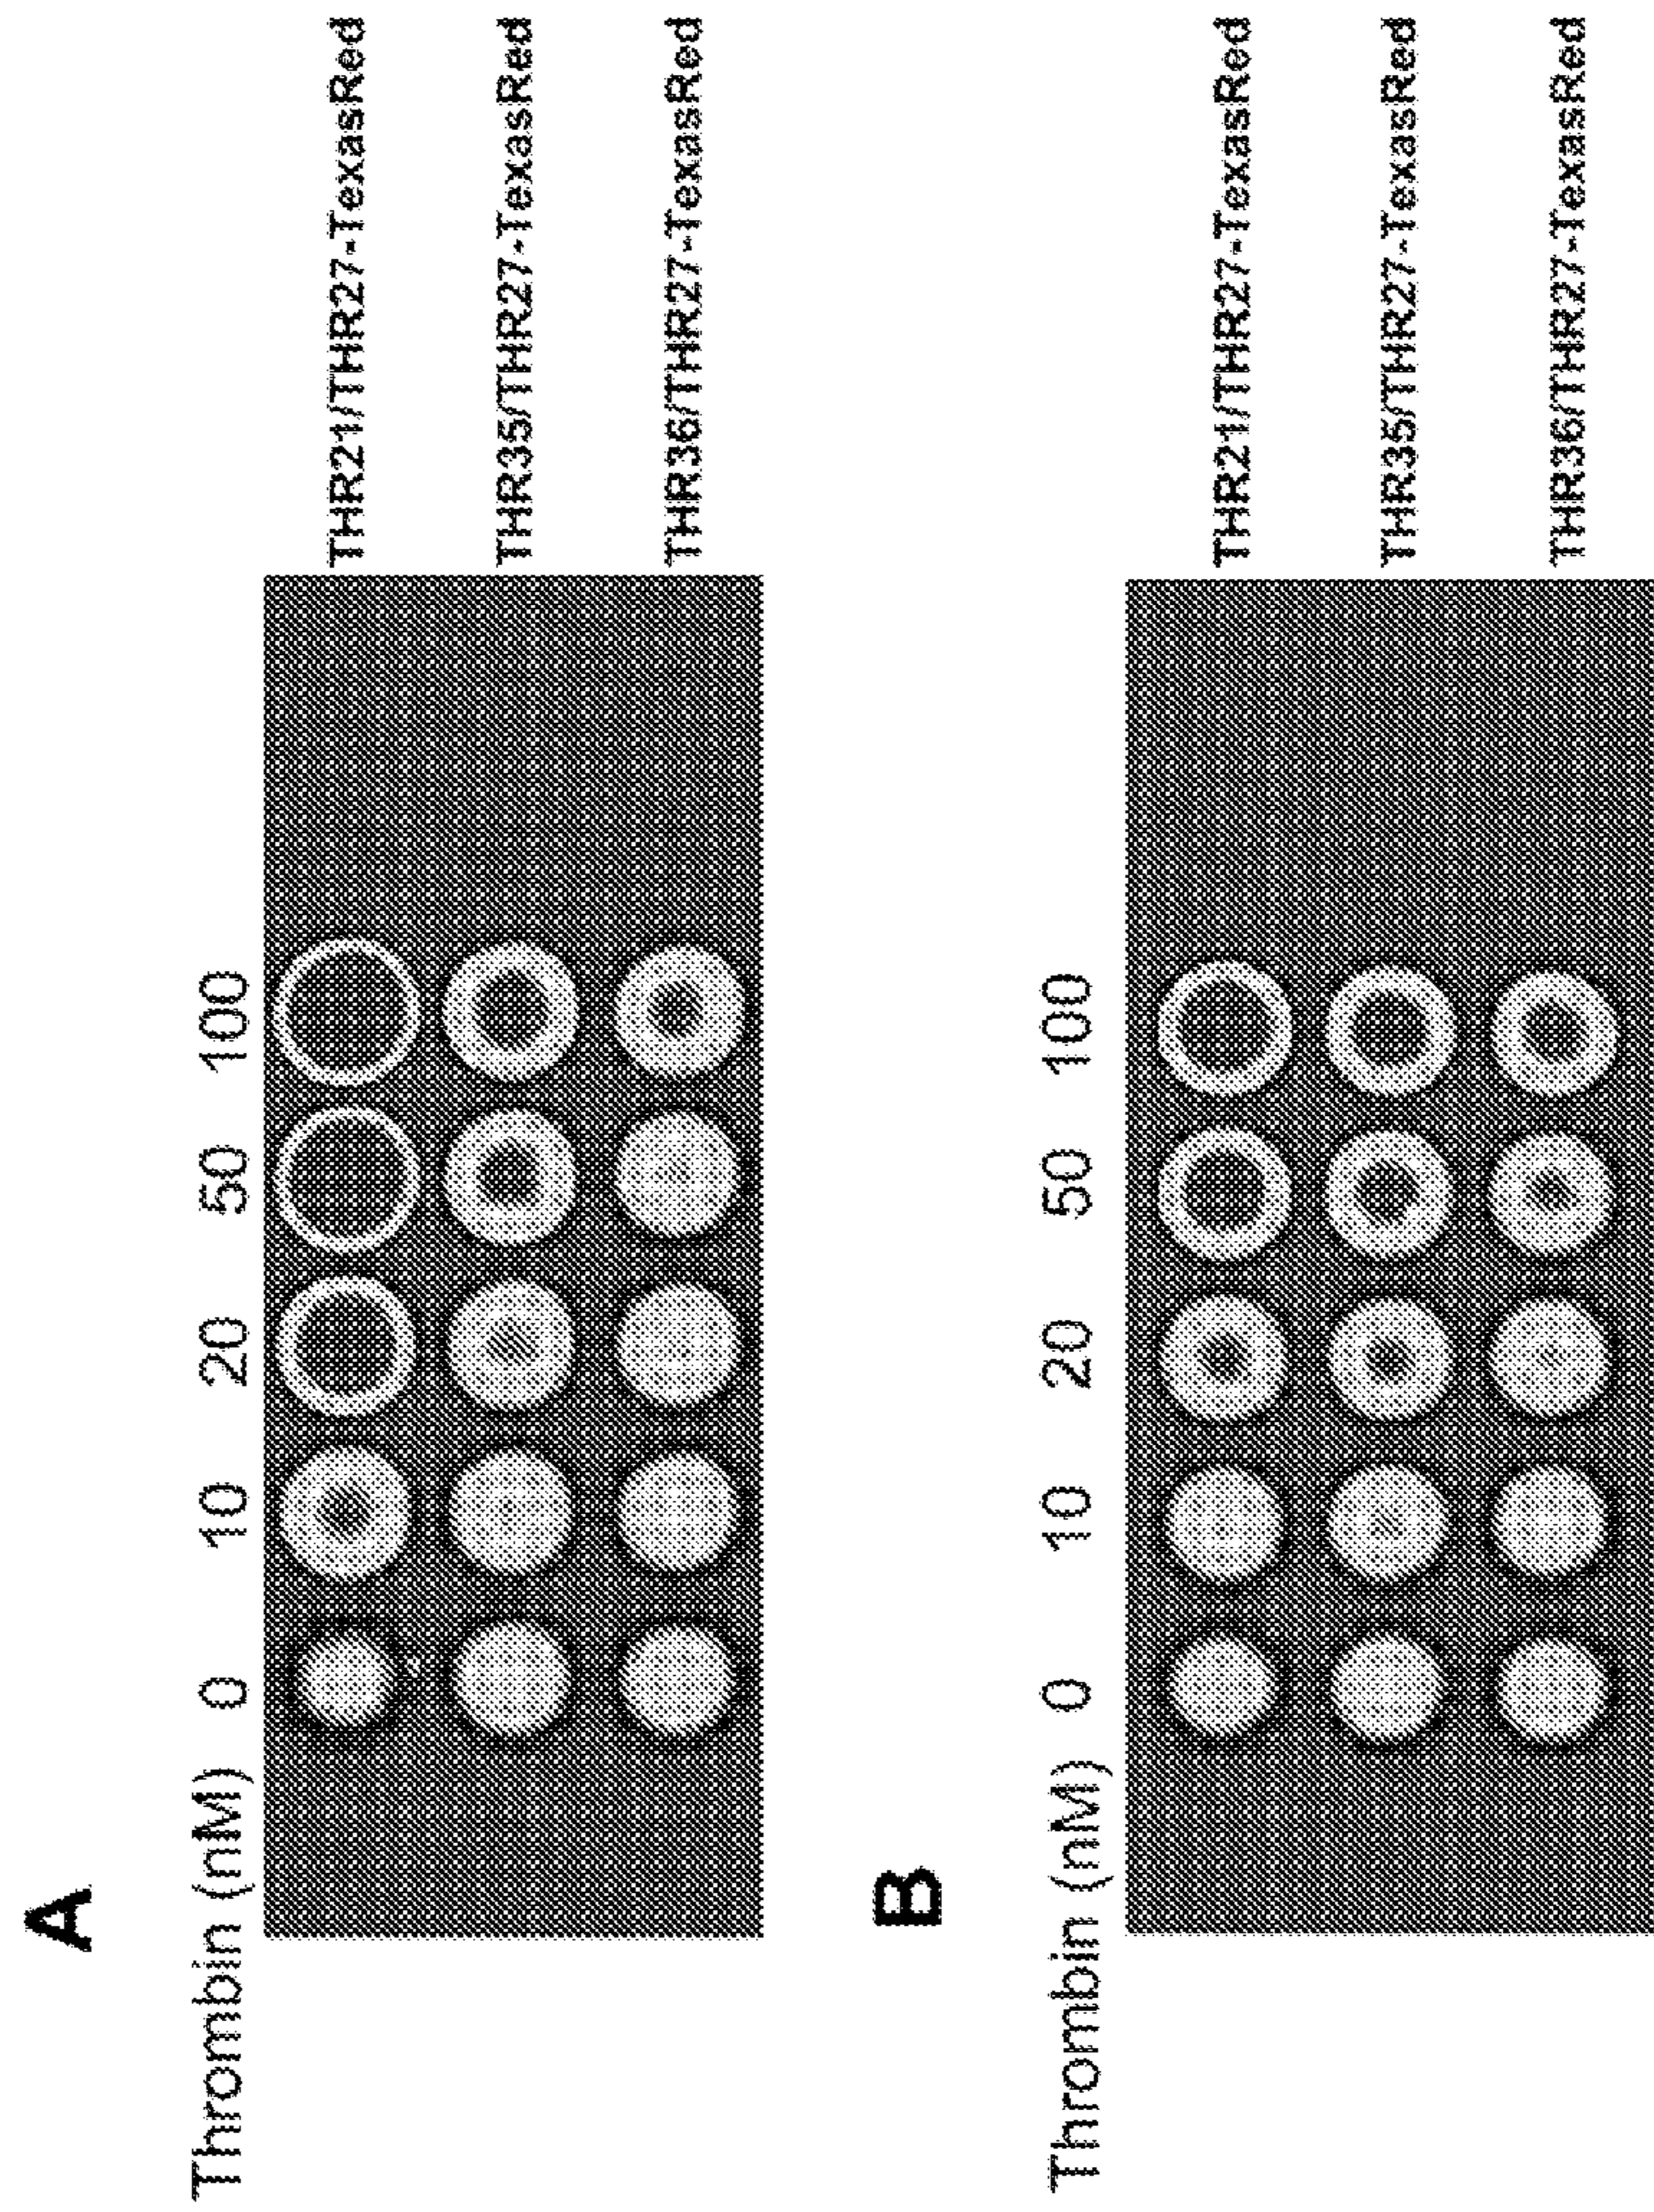 A
Thrombin (nM) 0 10 20 50 100
THR21/THR27-TexasRed
THR35/THR27-TexasRed
THR36/THR27-TexasRed
B
Thrombin (nM) 0 10 20 50 100
THR21/THR27-TexasRed
THR35/THR27-TexasRed
THR36/THR27-TexasRed